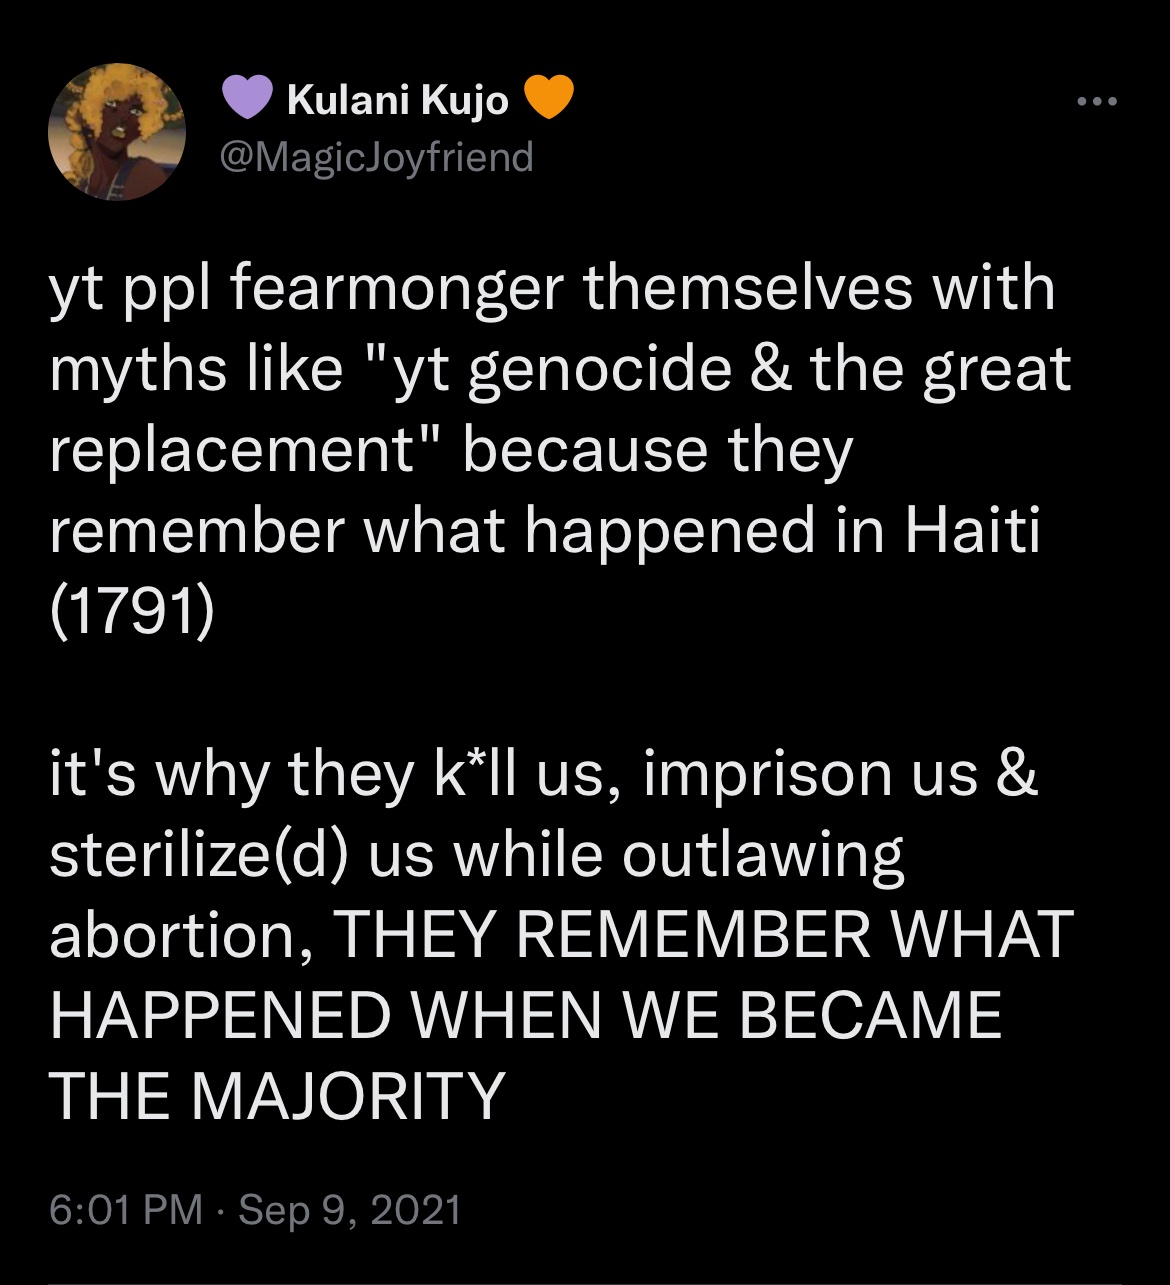 💜 Kulani Kujo 🧡
@MagicJoyfriend
yt ppl fearmonger themselves with
myths like "yt genocide & the great
replacement" because they
remember what happened in Haiti
(1791)
it's why they k*ll us, imprison us &
sterilize(d) us while outlawing
abortion, THEY REMEMBER WHAT
HAPPENED WHEN WE BECAME
THE MAJORITY
6:01 PM · Sep 9, 2021